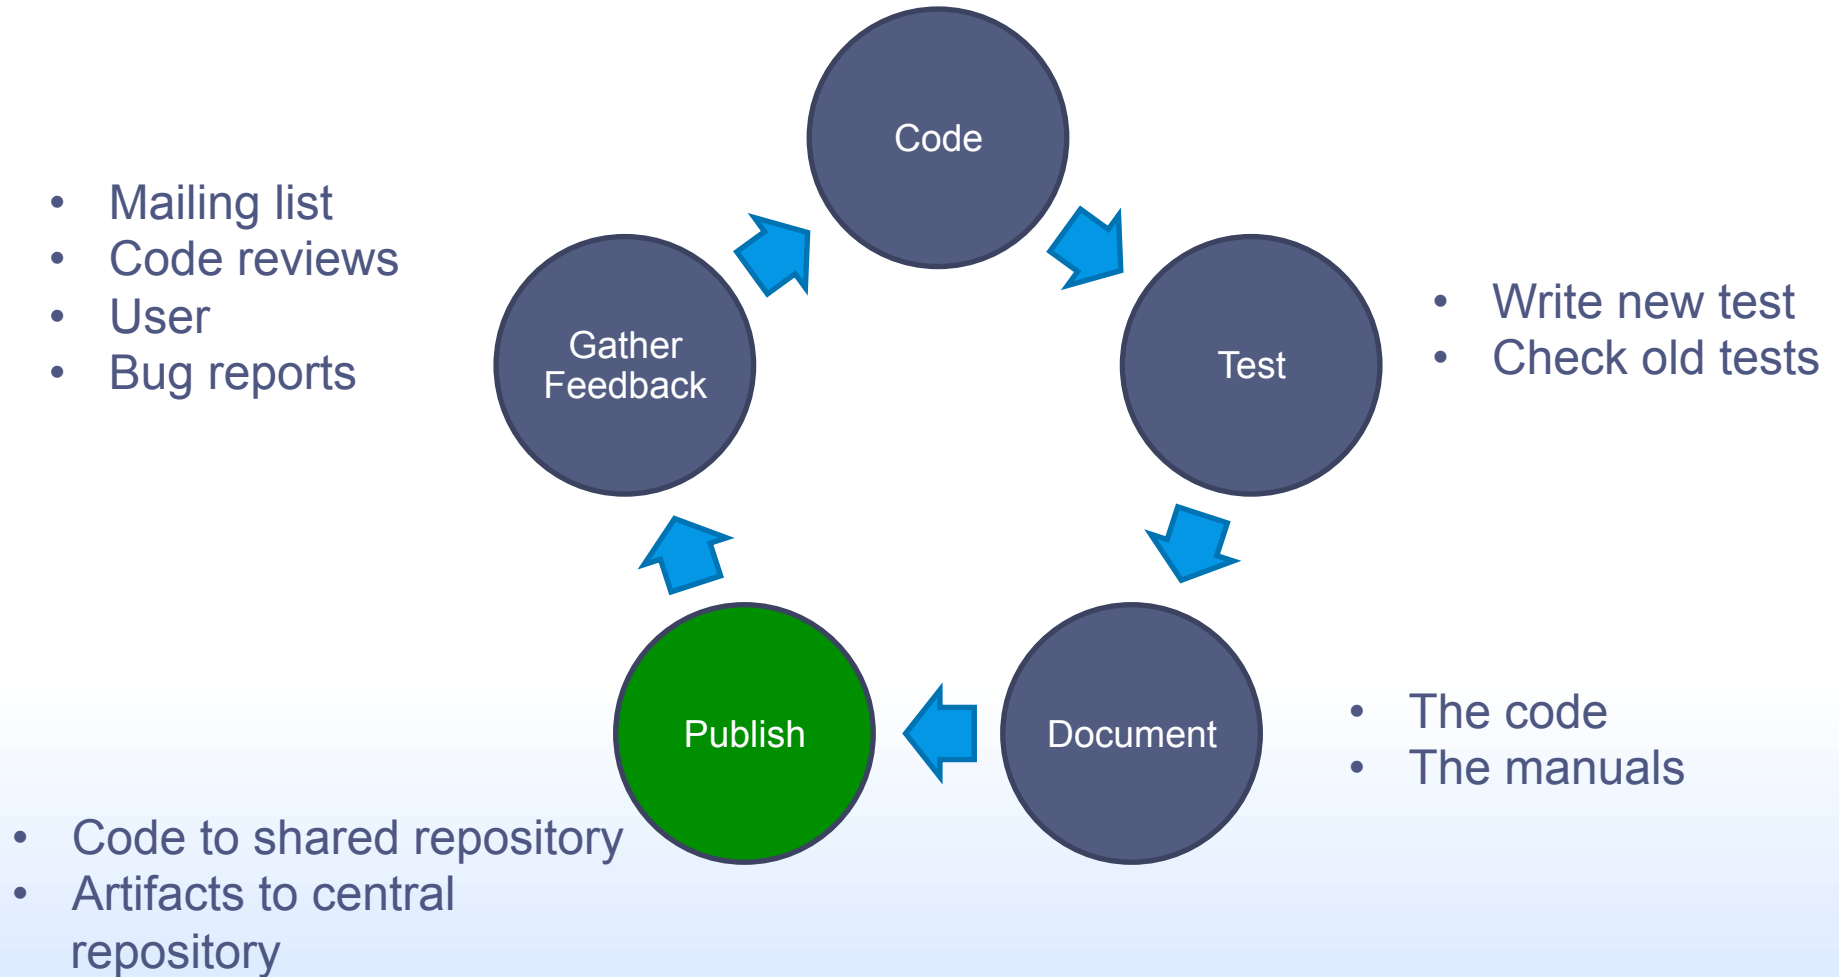 Code
• Mailing list
• Code reviews
• User
• Bug reports
Gather
Feedback
Test
• Write new test
• Check old tests
Publish
Document
• The code
• The manuals
• Code to shared repository
• Artifacts to central
repository